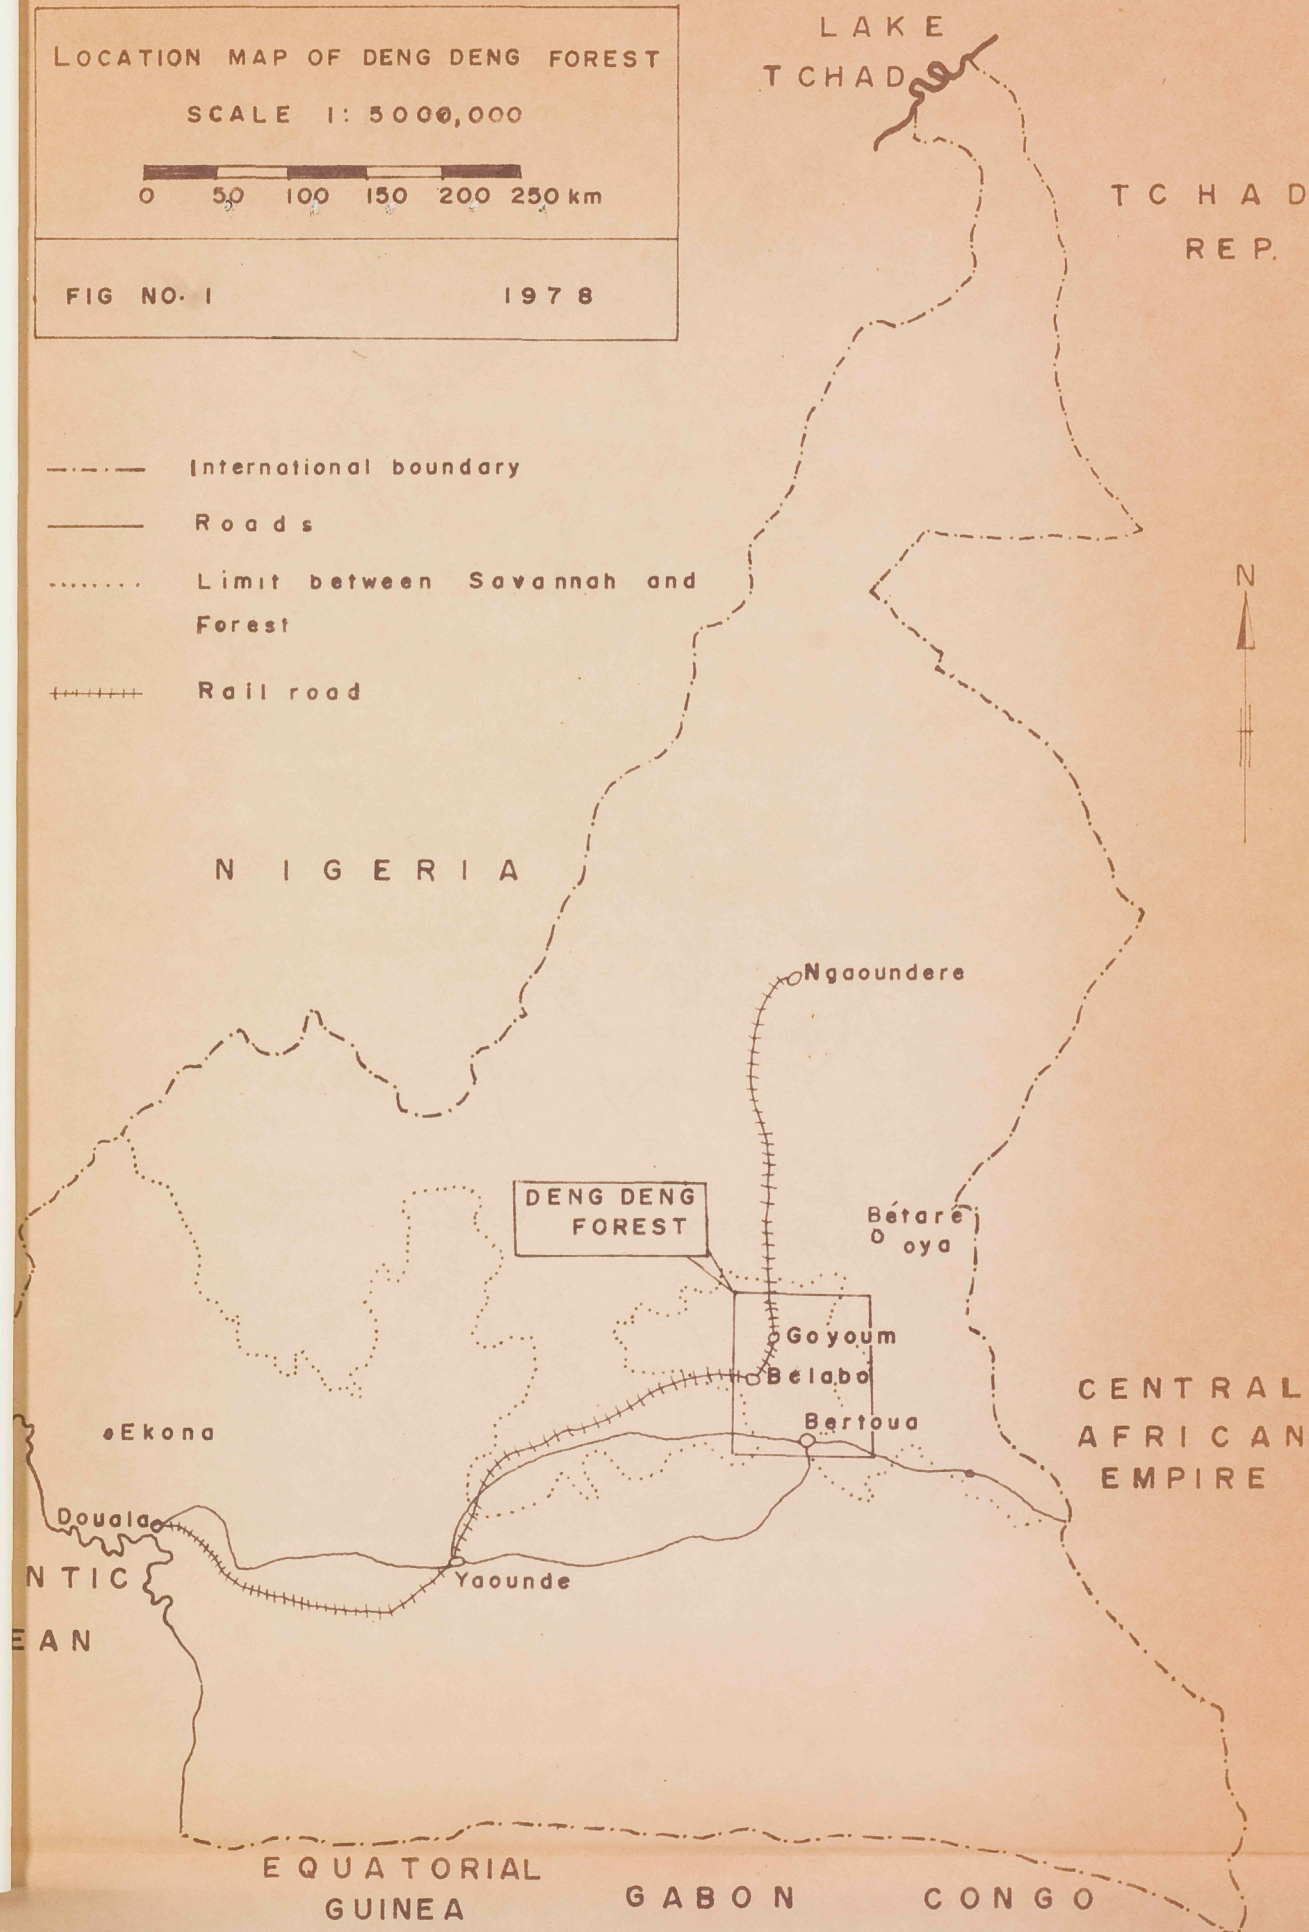 LOCATION MAP OF DENG DENG FOREST
SCALE 1: 5000,000
0 50 100 150 200 250 km
FIG NO. 1 1978
LAKE
TCHAD
TCHAD
REP.
International boundary
Roads
Limit between Savannah and
Forest
Rail road
N
NIGERIA
Ngaoundere
DENG DENG
FOREST
Bétaré
oya
Goyoum
Belabo
Bertoua
Ekona
Douala
Yaounde
CENTRAL
AFRICAN
EMPIRE
NTIC
EAN
EQUATORIAL
GUINEA
GABON
CONGO